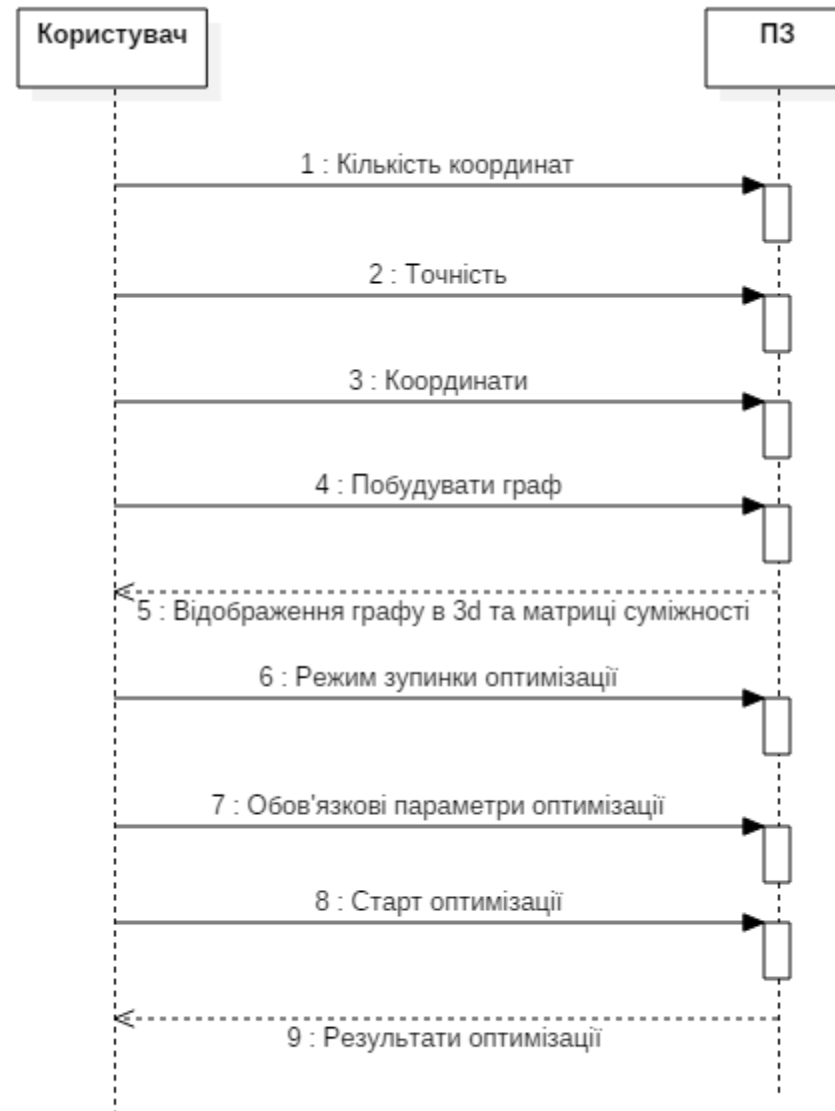 Користувач
ПЗ
1 : Кількість координат
2 : Точність
3 : Координати
4 : Побудувати граф
5 : Відображення графу в 3d та матриці суміжності
6 : Режим зупинки оптимізації
7 : Обов'язкові параметри оптимізації
8 : Старт оптимізації
9 : Результати оптимізації